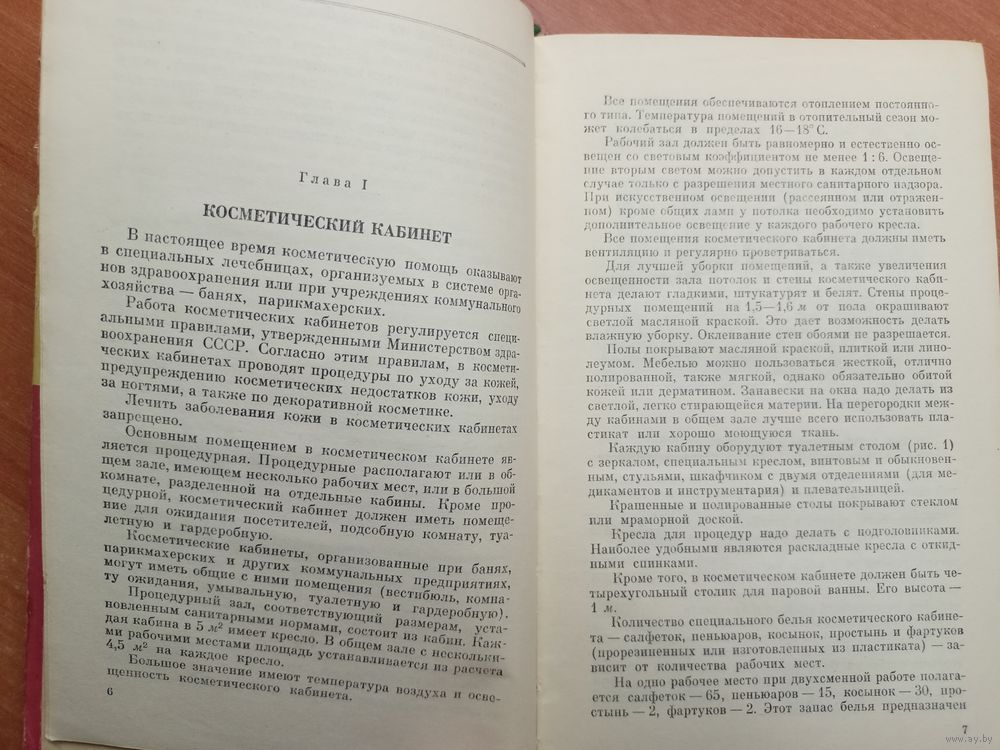 Глава I
КОСМЕТИЧЕСКИЙ КАБИНЕТ
В настоящее время косметическую помощь оказывают
в специальных лечебницах, организуемых в системе орга-
нов здравоохранения или при учреждениях коммунального
хозяйства — банях, парикмахерских.
Работа косметических кабинетов регулируется специ-
альными правилами, утвержденными Министерством здра-
воохранения СССР. Согласно этим правилам, в космети-
ческих кабинетах проводят процедуры по уходу за кожей,
предупреждению косметических недостатков кожи, уходу
за ногтями, а также по декоративной косметике.
Лечить заболевания кожи в косметических кабинетах
запрещено.
Основным помещением в косметическом кабинете яв-
ляется процедурная. Процедурные располагают или в об-
щем зале, имеющем несколько рабочих мест, или в большой
комнате, разделенной на отдельные кабины. Кроме про-
цедурной, косметический кабинет должен иметь помеще-
ние для ожидания посетителей, подсобную комнату, туа-
летную и гардеробную.
Косметические кабинеты, организованные при банях,
парикмахерских и других коммунальных предприятиях,
могут иметь общие с ними помещения (вестибюль, комна-
ту ожидания, умывальную, туалетную и гардеробную).
Процедурный зал, соответствующий размерам, уста-
новленным санитарными нормами, состоит из кабин. Каж-
дая кабина в 5 м² имеет кресло. В общем зале с нескольки-
ми рабочими местами площадь устанавливается из расчета
4,5 м² на каждое кресло.
Большое значение имеют температура воздуха и осве-
щенность косметического кабинета.
6
Все помещения обеспечиваются отоплением постоянно-
го типа. Температура помещений в отопительный сезон мо-
жет колебаться в пределах 16—18° С.
Рабочий зал должен быть равномерно и естественно ос-
вещен со световым коэффициентом не менее 1 : 6. Освеще-
ние вторым светом можно допустить в каждом отдельном
случае только с разрешения местного санитарного надзора.
При искусственном освещении (рассеянном или отражен-
ном) кроме общих ламп у потолка необходимо установить
дополнительное освещение у каждого рабочего кресла.
Все помещения косметического кабинета должны иметь
вентиляцию и регулярно проветриваться.
Для лучшей уборки помещений, а также увеличения
освещенности зала потолок и стены косметического каби-
нета делают гладкими, штукатурят и белят. Стены проце-
дурных помещений на 1,5—1,6 м от пола окрашивают
светлой масляной краской. Это дает возможность делать
влажную уборку. Оклеивание стен обоями не разрешается.
Полы покрывают масляной краской, плиткой или лино-
леумом. Мебелью можно пользоваться жесткой, отлично
полированной, также мягкой, однако обязательно обитой
кожей или дерматином. Занавески на окна надо делать из
светлой, легко стирающейся материи. На перегородки меж-
ду кабинами в общем зале лучше всего использовать пла-
стикат или хорошо моющуюся ткань.
Каждую кабину оборудуют туалетным столом (рис. 1)
с зеркалом, специальным креслом, винтовым и обыкновен-
ным, стульями, шкафчиком с двумя отделениями (для ме-
дикаментов и инструментария) и плевательницей.
Крашенные и полированные столы покрывают стеклом
или мраморной доской.
Кресла для процедур надо делать с подголовниками.
Наиболее удобными являются раскладные кресла с откид-
ными спинками.
Кроме того, в косметическом кабинете должен быть че-
тырехугольный столик для паровой ванны. Его высота —
1 м.
Количество специального белья косметического кабине-
та — салфеток, пеньюаров, косынок, простынь и фартуков
(прорезиненных или изготовленных из пластиката) — за-
висит от количества рабочих мест.
На одно рабочее место при двухсменной работе полага-
ется салфеток — 65, пеньюаров — 15, косынок — 30, про-
стынь — 2, фартуков — 2. Этот запас белья предназначен
7
www.ay.by